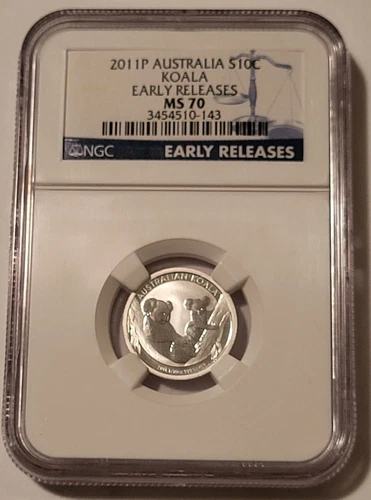 2011P AUSTRALIA S10C
KOALA
EARLY RELEASES
MS 70
3454510-143
NGC EARLY RELEASES
AUSTRALIAN KOALA